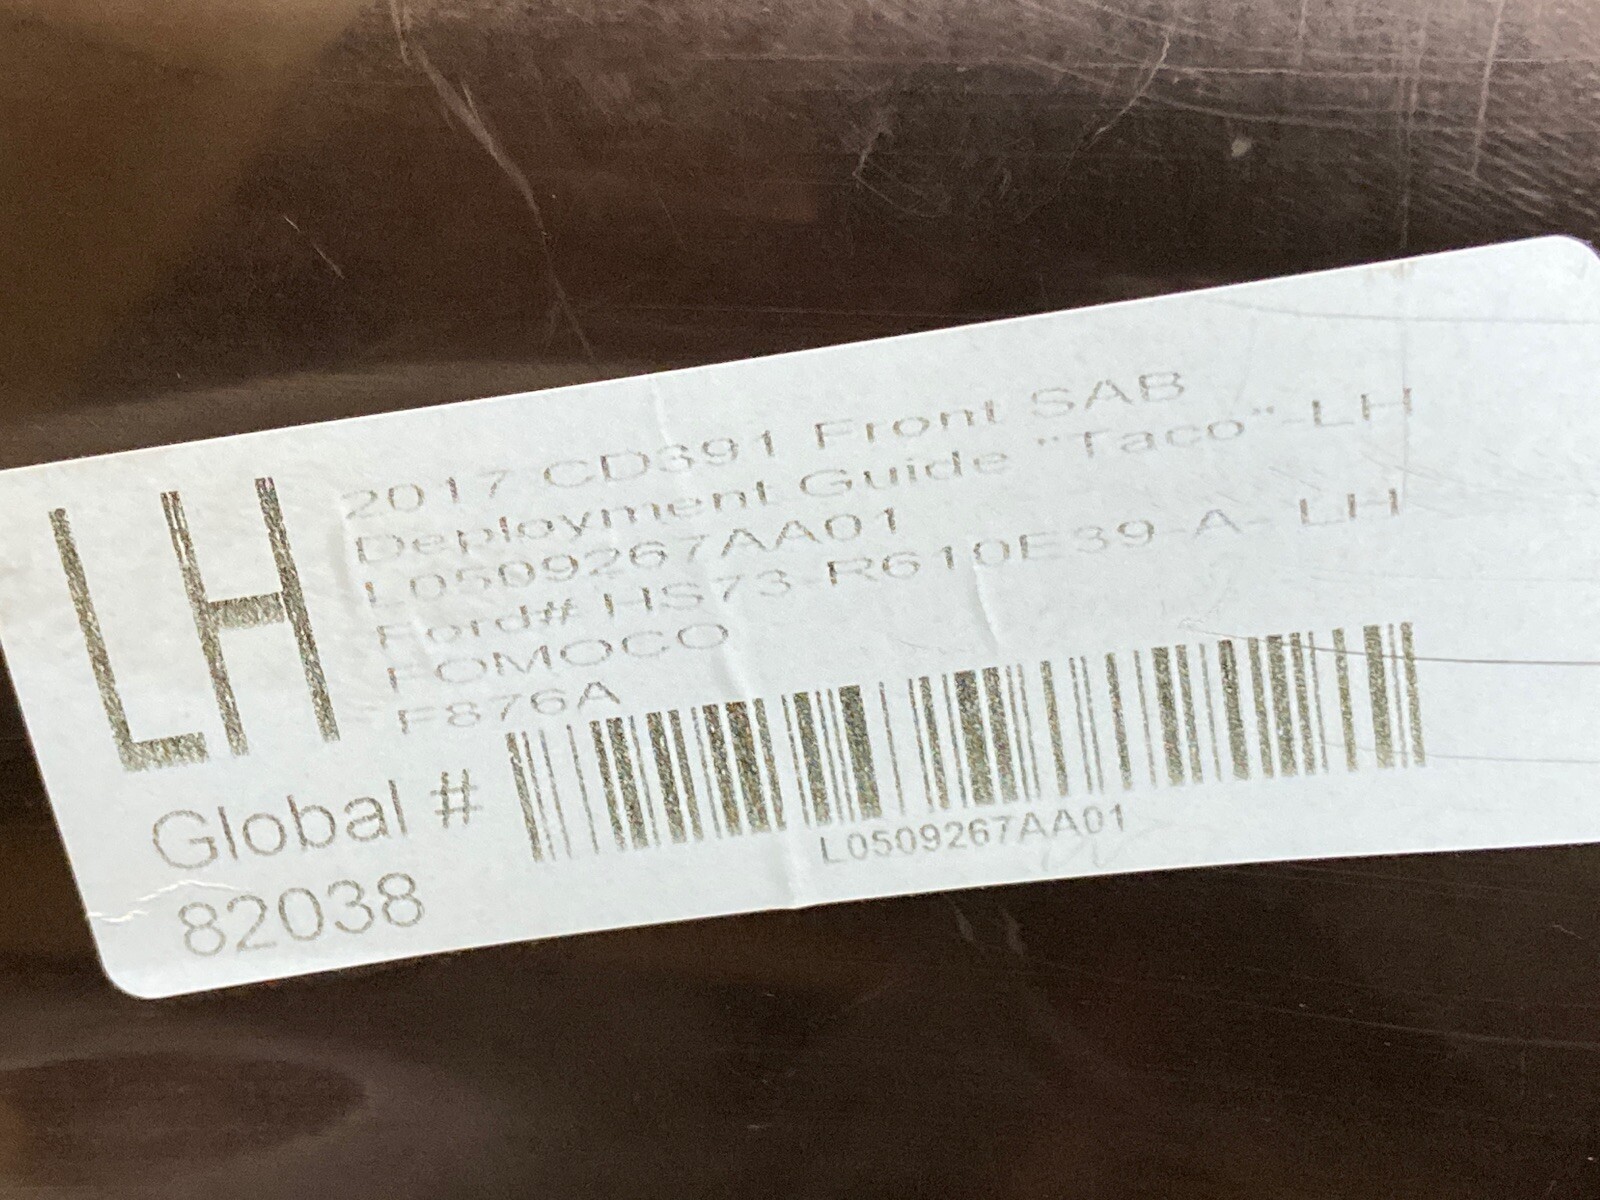 LH
2017 CD391 Front SAB
Deployment Guide "Taco"-LH
L0509267AA01
Ford# HS73-R610E39-A- LH
FOMOCO
F876A
Global #
82038
L0509267AA01